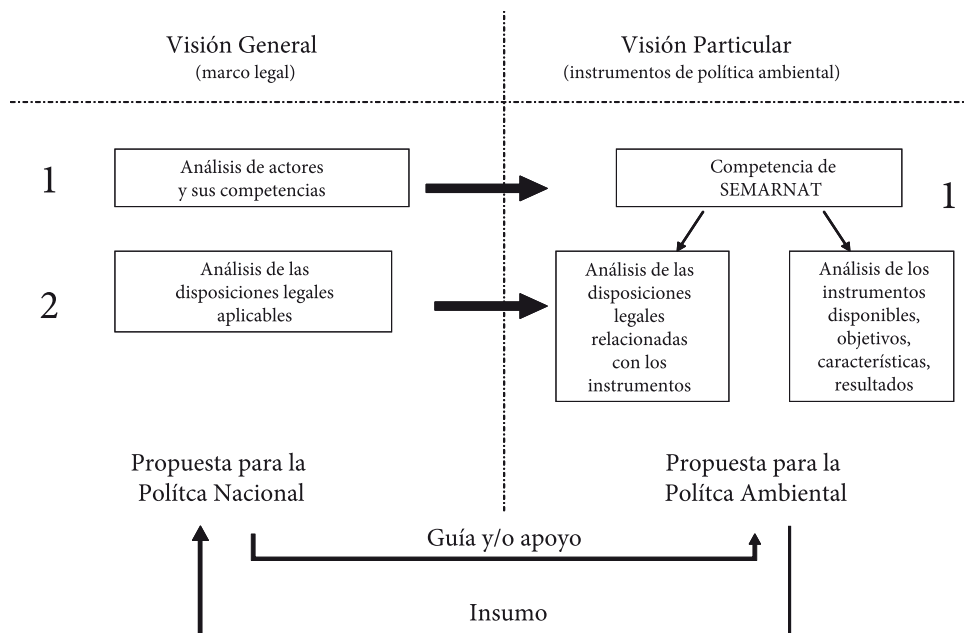 Visión General
(marco legal)
Visión Particular
(instrumentos de política ambiental)
1
Análisis de actores
y sus competencias
Competencia de
SEMARNAT
1
2
Análisis de las
disposiciones legales
aplicables
Análisis de las
disposiciones
legales
relacionadas
con los
instrumentos
Análisis de los
instrumentos
disponibles,
objetivos,
características,
resultados
Propuesta para la
Polítca Nacional
Propuesta para la
Polítca Ambiental
Guía y/o apoyo
Insumo